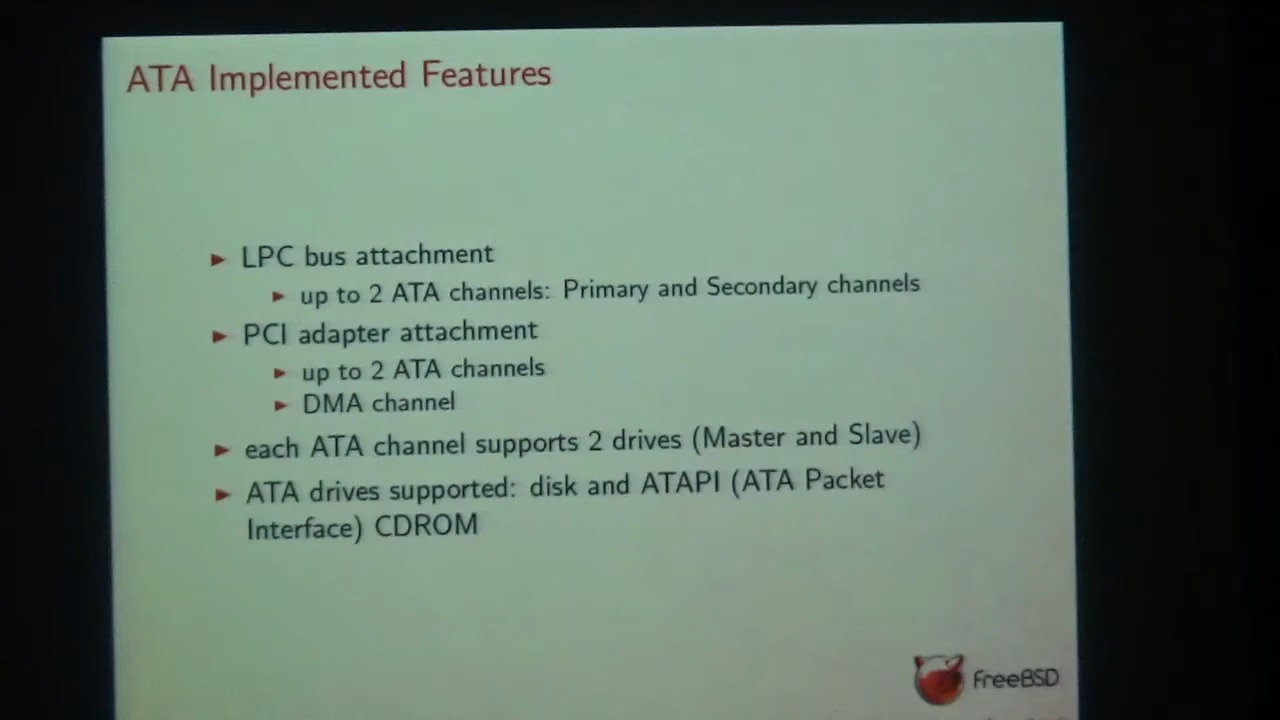 ATA Implemented Features
► LPC bus attachment
► up to 2 ATA channels: Primary and Secondary channels
► PCI adapter attachment
► up to 2 ATA channels
► DMA channel
► each ATA channel supports 2 drives (Master and Slave)
► ATA drives supported: disk and ATAPI (ATA Packet
Interface) CDROM
FreeBSD